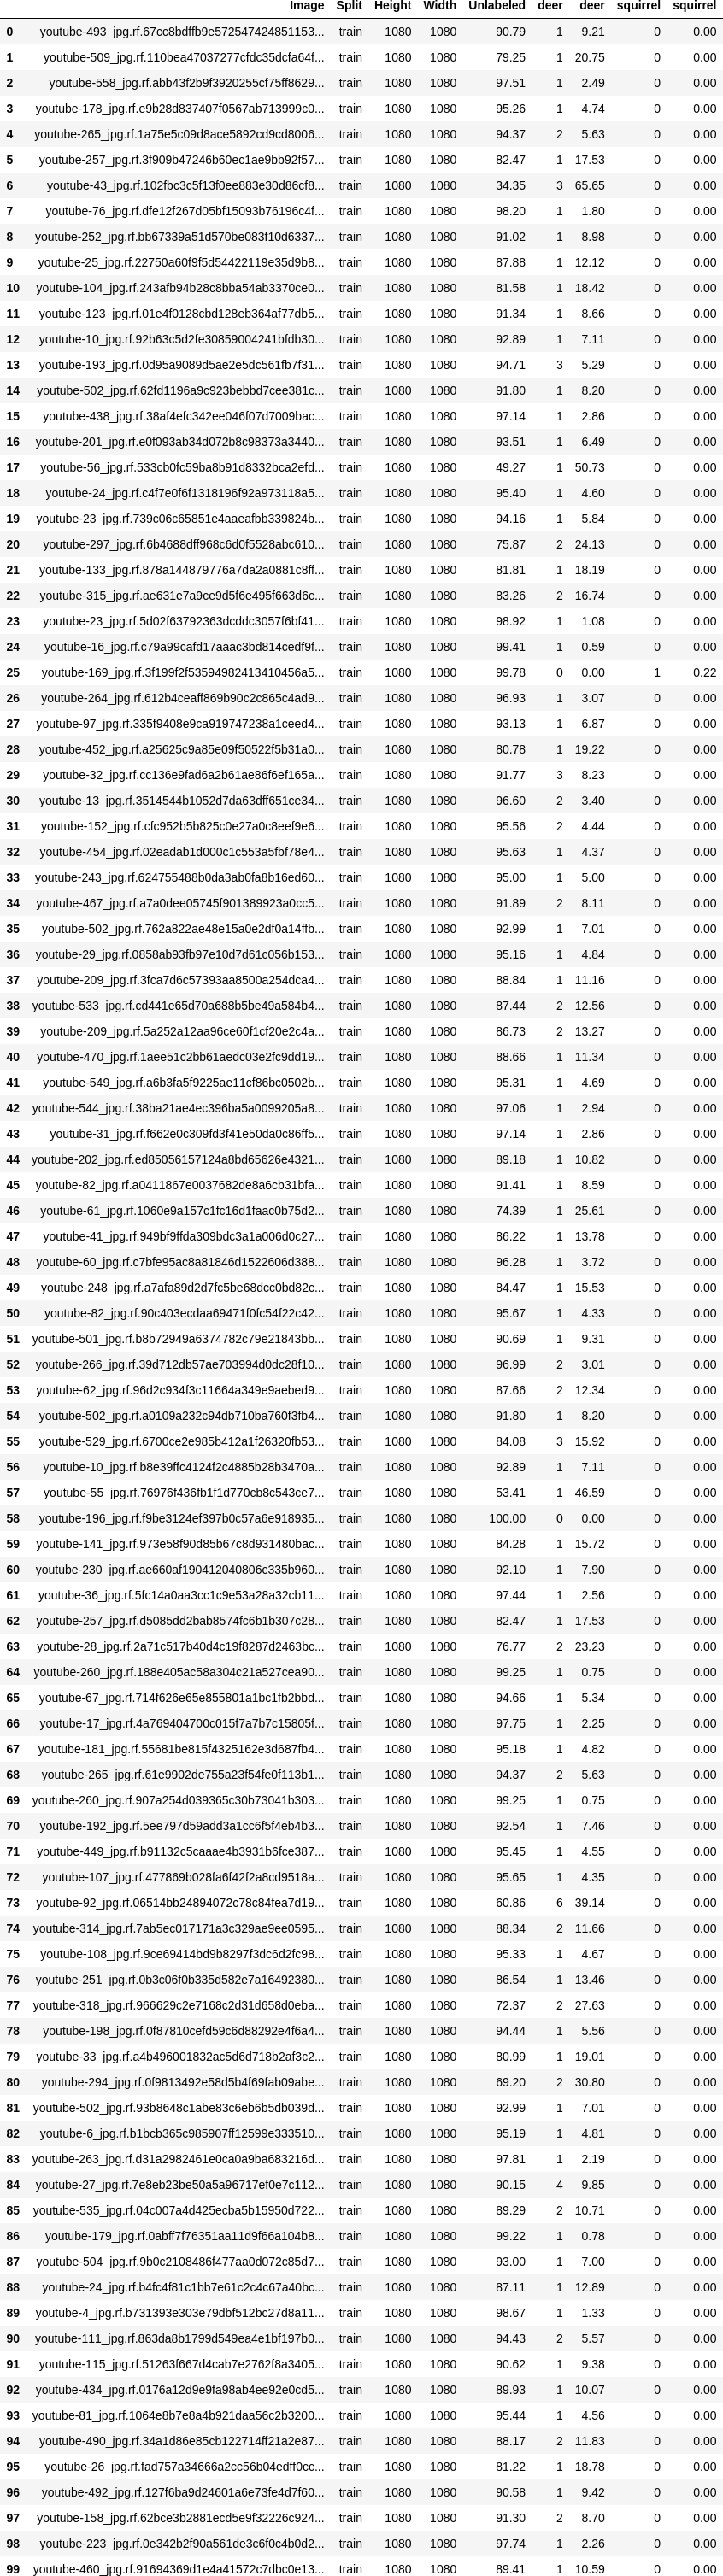 Image Split Height Width Unlabeled deer deer squirrel squirrel
0 youtube-493_jpg.rf.67cc8bdffb9e572547424851153... train 1080 1080 90.79 1 9.21 0 0.00
1 youtube-509_jpg.rf.110bea47037277cfdc35dcfa64f... train 1080 1080 79.25 1 20.75 0 0.00
2 youtube-558_jpg.rf.abb43f2b9f3920255cf75ff8629... train 1080 1080 97.51 1 2.49 0 0.00
3 youtube-178_jpg.rf.e9b28d837407f0567ab713999c0... train 1080 1080 95.26 1 4.74 0 0.00
4 youtube-265_jpg.rf.1a75e5c09d8ace5892cd9cd8006... train 1080 1080 94.37 2 5.63 0 0.00
5 youtube-257_jpg.rf.3f909b47246b60ec1ae9bb92f57... train 1080 1080 82.47 1 17.53 0 0.00
6 youtube-43_jpg.rf.102fbc3c5f13f0ee883e30d86cf8... train 1080 1080 34.35 3 65.65 0 0.00
7 youtube-76_jpg.rf.dfe12f267d05bf15093b76196c4f... train 1080 1080 98.20 1 1.80 0 0.00
8 youtube-252_jpg.rf.bb67339a51d570be083f10d6337... train 1080 1080 91.02 1 8.98 0 0.00
9 youtube-25_jpg.rf.22750a60f9f5d54422119e35d9b8... train 1080 1080 87.88 1 12.12 0 0.00
10 youtube-104_jpg.rf.243afb94b28c8bba54ab3370ce0... train 1080 1080 81.58 1 18.42 0 0.00
11 youtube-123_jpg.rf.01e4f0128cbd128eb364af77db5... train 1080 1080 91.34 1 8.66 0 0.00
12 youtube-10_jpg.rf.92b63c5d2fe30859004241bfdb30... train 1080 1080 92.89 1 7.11 0 0.00
13 youtube-193_jpg.rf.0d95a9089d5ae2e5dc561fb7f31... train 1080 1080 94.71 3 5.29 0 0.00
14 youtube-502_jpg.rf.62fd1196a9c923bebbd7cee381c... train 1080 1080 91.80 1 8.20 0 0.00
15 youtube-438_jpg.rf.38af4efc342ee046f07d7009bac... train 1080 1080 97.14 1 2.86 0 0.00
16 youtube-201_jpg.rf.e0f093ab34d072b8c98373a3440... train 1080 1080 93.51 1 6.49 0 0.00
17 youtube-56_jpg.rf.533cb0fc59ba8b91d8332bca2efd... train 1080 1080 49.27 1 50.73 0 0.00
18 youtube-24_jpg.rf.c4f7e0f6f1318196f92a973118a5... train 1080 1080 95.40 1 4.60 0 0.00
19 youtube-23_jpg.rf.739c06c65851e4aaeafbb339824b... train 1080 1080 94.16 1 5.84 0 0.00
20 youtube-297_jpg.rf.6b4688dff968c6d0f5528abc610... train 1080 1080 75.87 2 24.13 0 0.00
21 youtube-133_jpg.rf.878a144879776a7da2a0881c8ff... train 1080 1080 81.81 1 18.19 0 0.00
22 youtube-315_jpg.rf.ae631e7a9ce9d5f6e495f663d6c... train 1080 1080 83.26 2 16.74 0 0.00
23 youtube-23_jpg.rf.5d02f63792363dcddc3057f6bf41... train 1080 1080 98.92 1 1.08 0 0.00
24 youtube-16_jpg.rf.c79a99cafd17aaac3bd814cedf9f... train 1080 1080 99.41 1 0.59 0 0.00
25 youtube-169_jpg.rf.3f199f2f53594982413410456a5... train 1080 1080 99.78 0 0.00 1 0.22
26 youtube-264_jpg.rf.612b4ceaff869b90c2c865c4ad9... train 1080 1080 96.93 1 3.07 0 0.00
27 youtube-97_jpg.rf.335f9408e9ca919747238a1ceed4... train 1080 1080 93.13 1 6.87 0 0.00
28 youtube-452_jpg.rf.a25625c9a85e09f50522f5b31a0... train 1080 1080 80.78 1 19.22 0 0.00
29 youtube-32_jpg.rf.cc136e9fad6a2b61ae86f6ef165a... train 1080 1080 91.77 3 8.23 0 0.00
30 youtube-13_jpg.rf.3514544b1052d7da63dff651ce34... train 1080 1080 96.60 2 3.40 0 0.00
31 youtube-152_jpg.rf.cfc952b5b825c0e27a0c8eef9e6... train 1080 1080 95.56 2 4.44 0 0.00
32 youtube-454_jpg.rf.02eadab1d000c1c553a5fbf78e4... train 1080 1080 95.63 1 4.37 0 0.00
33 youtube-243_jpg.rf.624755488b0da3ab0fa8b16ed60... train 1080 1080 95.00 1 5.00 0 0.00
34 youtube-467_jpg.rf.a7a0dee05745f901389923a0cc5... train 1080 1080 91.89 2 8.11 0 0.00
35 youtube-502_jpg.rf.762a822ae48e15a0e2df0a14ffb... train 1080 1080 92.99 1 7.01 0 0.00
36 youtube-29_jpg.rf.0858ab93fb97e10d7d61c056b153... train 1080 1080 95.16 1 4.84 0 0.00
37 youtube-209_jpg.rf.3fca7d6c57393aa8500a254dca4... train 1080 1080 88.84 1 11.16 0 0.00
38 youtube-533_jpg.rf.cd441e65d70a688b5be49a584b4... train 1080 1080 87.44 2 12.56 0 0.00
39 youtube-209_jpg.rf.5a252a12aa96ce60f1cf20e2c4a... train 1080 1080 86.73 2 13.27 0 0.00
40 youtube-470_jpg.rf.1aee51c2bb61aedc03e2fc9dd19... train 1080 1080 88.66 1 11.34 0 0.00
41 youtube-549_jpg.rf.a6b3fa5f9225ae11cf86bc0502b... train 1080 1080 95.31 1 4.69 0 0.00
42 youtube-544_jpg.rf.38ba21ae4ec396ba5a0099205a8... train 1080 1080 97.06 1 2.94 0 0.00
43 youtube-31_jpg.rf.f662e0c309fd3f41e50da0c86ff5... train 1080 1080 97.14 1 2.86 0 0.00
44 youtube-202_jpg.rf.ed85056157124a8bd65626e4321... train 1080 1080 89.18 1 10.82 0 0.00
45 youtube-82_jpg.rf.a0411867e0037682de8a6cb31bfa... train 1080 1080 91.41 1 8.59 0 0.00
46 youtube-61_jpg.rf.1060e9a157c1fc16d1faac0b75d2... train 1080 1080 74.39 1 25.61 0 0.00
47 youtube-41_jpg.rf.949bf9ffda309bdc3a1a006d0c27... train 1080 1080 86.22 1 13.78 0 0.00
48 youtube-60_jpg.rf.c7bfe95ac8a81846d1522606d388... train 1080 1080 96.28 1 3.72 0 0.00
49 youtube-248_jpg.rf.a7afa89d2d7fc5be68dcc0bd82c... train 1080 1080 84.47 1 15.53 0 0.00
50 youtube-82_jpg.rf.90c403ecdaa69471f0fc54f22c42... train 1080 1080 95.67 1 4.33 0 0.00
51 youtube-501_jpg.rf.b8b72949a6374782c79e21843bb... train 1080 1080 90.69 1 9.31 0 0.00
52 youtube-266_jpg.rf.39d712db57ae703994d0dc28f10... train 1080 1080 96.99 2 3.01 0 0.00
53 youtube-62_jpg.rf.96d2c934f3c11664a349e9aebed9... train 1080 1080 87.66 2 12.34 0 0.00
54 youtube-502_jpg.rf.a0109a232c94db710ba760f3fb4... train 1080 1080 91.80 1 8.20 0 0.00
55 youtube-529_jpg.rf.6700ce2e985b412a1f26320fb53... train 1080 1080 84.08 3 15.92 0 0.00
56 youtube-10_jpg.rf.b8e39ffc4124f2c4885b28b3470a... train 1080 1080 92.89 1 7.11 0 0.00
57 youtube-55_jpg.rf.76976f436fb1f1d770cb8c543ce7... train 1080 1080 53.41 1 46.59 0 0.00
58 youtube-196_jpg.rf.f9be3124ef397b0c57a6e918935... train 1080 1080 100.00 0 0.00 0 0.00
59 youtube-141_jpg.rf.973e58f90d85b67c8d931480bac... train 1080 1080 84.28 1 15.72 0 0.00
60 youtube-230_jpg.rf.ae660af190412040806c335b960... train 1080 1080 92.10 1 7.90 0 0.00
61 youtube-36_jpg.rf.5fc14a0aa3cc1c9e53a28a32cb11... train 1080 1080 97.44 1 2.56 0 0.00
62 youtube-257_jpg.rf.d5085dd2bab8574fc6b1b307c28... train 1080 1080 82.47 1 17.53 0 0.00
63 youtube-28_jpg.rf.2a71c517b40d4c19f8287d2463bc... train 1080 1080 76.77 2 23.23 0 0.00
64 youtube-260_jpg.rf.188e405ac58a304c21a527cea90... train 1080 1080 99.25 1 0.75 0 0.00
65 youtube-67_jpg.rf.714f626e65e855801a1bc1fb2bbd... train 1080 1080 94.66 1 5.34 0 0.00
66 youtube-17_jpg.rf.4a769404700c015f7a7b7c15805f... train 1080 1080 97.75 1 2.25 0 0.00
67 youtube-181_jpg.rf.55681be815f4325162e3d687fb4... train 1080 1080 95.18 1 4.82 0 0.00
68 youtube-265_jpg.rf.61e9902de755a23f54fe0f113b1... train 1080 1080 94.37 2 5.63 0 0.00
69 youtube-260_jpg.rf.907a254d039365c30b73041b303... train 1080 1080 99.25 1 0.75 0 0.00
70 youtube-192_jpg.rf.5ee797d59add3a1cc6f5f4eb4b3... train 1080 1080 92.54 1 7.46 0 0.00
71 youtube-449_jpg.rf.b91132c5caaae4b3931b6fce387... train 1080 1080 95.45 1 4.55 0 0.00
72 youtube-107_jpg.rf.477869b028fa6f42f2a8cd9518a... train 1080 1080 95.65 1 4.35 0 0.00
73 youtube-92_jpg.rf.06514bb24894072c78c84fea7d19... train 1080 1080 60.86 6 39.14 0 0.00
74 youtube-314_jpg.rf.7ab5ec017171a3c329ae9ee0595... train 1080 1080 88.34 2 11.66 0 0.00
75 youtube-108_jpg.rf.9ce69414bd9b8297f3dc6d2fc98... train 1080 1080 95.33 1 4.67 0 0.00
76 youtube-251_jpg.rf.0b3c06f0b335d582e7a16492380... train 1080 1080 86.54 1 13.46 0 0.00
77 youtube-318_jpg.rf.966629c2e7168c2d31d658d0eba... train 1080 1080 72.37 2 27.63 0 0.00
78 youtube-198_jpg.rf.0f87810cefd59c6d88292e4f6a4... train 1080 1080 94.44 1 5.56 0 0.00
79 youtube-33_jpg.rf.a4b496001832ac5d6d718b2af3c2... train 1080 1080 80.99 1 19.01 0 0.00
80 youtube-294_jpg.rf.0f9813492e58d5b4f69fab09abe... train 1080 1080 69.20 2 30.80 0 0.00
81 youtube-502_jpg.rf.93b8648c1abe83c6eb6b5db039d... train 1080 1080 92.99 1 7.01 0 0.00
82 youtube-6_jpg.rf.b1bcb365c985907ff12599e333510... train 1080 1080 95.19 1 4.81 0 0.00
83 youtube-263_jpg.rf.d31a2982461e0ca0a9ba683216d... train 1080 1080 97.81 1 2.19 0 0.00
84 youtube-27_jpg.rf.7e8eb23be50a5a96717ef0e7c112... train 1080 1080 90.15 4 9.85 0 0.00
85 youtube-535_jpg.rf.04c007a4d425ecba5b15950d722... train 1080 1080 89.29 2 10.71 0 0.00
86 youtube-179_jpg.rf.0abff7f76351aa11d9f66a104b8... train 1080 1080 99.22 1 0.78 0 0.00
87 youtube-504_jpg.rf.9b0c2108486f477aa0d072c85d7... train 1080 1080 93.00 1 7.00 0 0.00
88 youtube-24_jpg.rf.b4fc4f81c1bb7e61c2c4c67a40bc... train 1080 1080 87.11 1 12.89 0 0.00
89 youtube-4_jpg.rf.b731393e303e79dbf512bc27d8a11... train 1080 1080 98.67 1 1.33 0 0.00
90 youtube-111_jpg.rf.863da8b1799d549ea4e1bf197b0... train 1080 1080 94.43 2 5.57 0 0.00
91 youtube-115_jpg.rf.51263f667d4cab7e2762f8a3405... train 1080 1080 90.62 1 9.38 0 0.00
92 youtube-434_jpg.rf.0176a12d9e9fa98ab4ee92e0cd5... train 1080 1080 89.93 1 10.07 0 0.00
93 youtube-81_jpg.rf.1064e8b7e8a4b921daa56c2b3200... train 1080 1080 95.44 1 4.56 0 0.00
94 youtube-490_jpg.rf.34a1d86e85cb122714ff21a2e87... train 1080 1080 88.17 2 11.83 0 0.00
95 youtube-26_jpg.rf.fad757a34666a2cc56b04edff0cc... train 1080 1080 81.22 1 18.78 0 0.00
96 youtube-492_jpg.rf.127f6ba9d24601a6e73fe4d7f60... train 1080 1080 90.58 1 9.42 0 0.00
97 youtube-158_jpg.rf.62bce3b2881ecd5e9f32226c924... train 1080 1080 91.30 2 8.70 0 0.00
98 youtube-223_jpg.rf.0e342b2f90a561de3c6f0c4b0d2... train 1080 1080 97.74 1 2.26 0 0.00
99 youtube-460_jpg.rf.91694369d1e4a41572c7dbc0e13... train 1080 1080 89.41 1 10.59 0 0.00